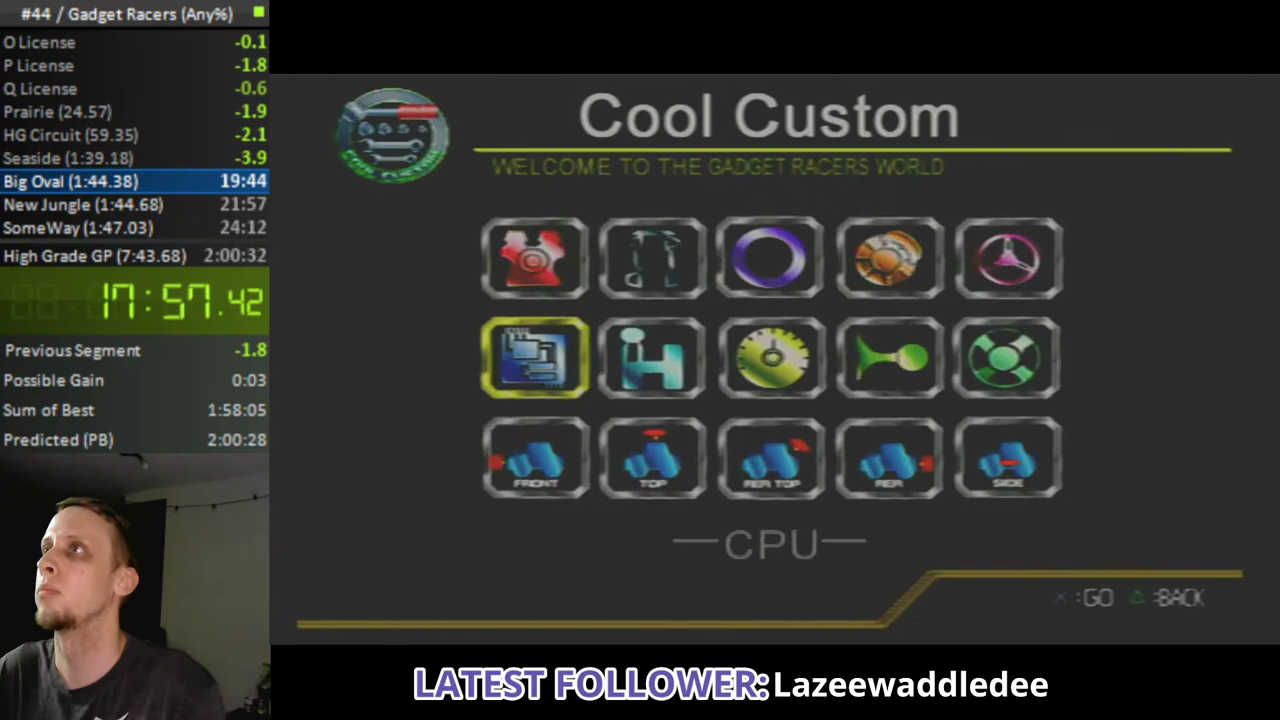 #44 / Gadget Racers (Any%)
O License -0.1
P License -1.8
Q License -0.6
Prairie (24.57) -1.9
HG Circuit (59.35) -2.1
Seaside (1:39.18) -3.9
Big Oval (1:44.38) 19:44
New Jungle (1:44.68) 21:57
SomeWay (1:47.03) 24:12
High Grade GP (7:43.68) 2:00:32
17:57.42
Previous Segment -1.8
Possible Gain 0:03
Sum of Best 1:58:05
Predicted (PB) 2:00:28
Cool Custom
COOL CUSTOM
WELCOME TO THE GADGET RACERS WORLD
FRONT
TOP
RER TOP
RER
SIDE
CPU
× :GO △ :BACK
LATEST FOLLOWER: Lazeewaddledee